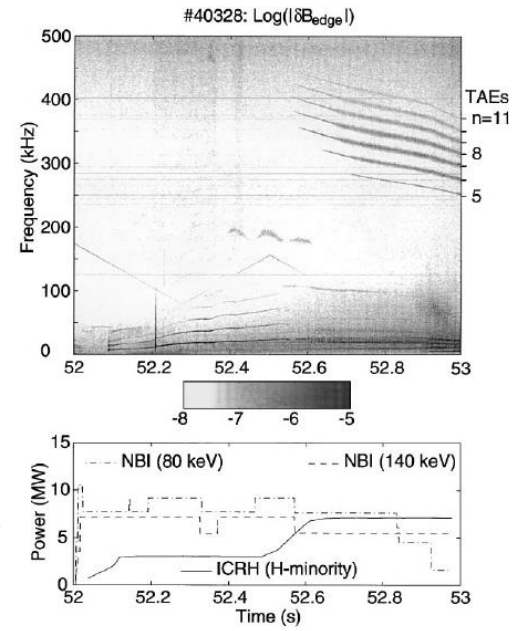 #40328: Log(|δBedge|)
500
400
300
200
100
0
Frequency (kHz)
TAEs
n=11
8
5
52 52.2 52.4 52.6 52.8 53
-8 -7 -6 -5
15
10
5
0
Power (MW)
NBI (80 keV) NBI (140 keV)
ICRH (H-minority)
52 52.2 52.4 52.6 52.8 53
Time (s)